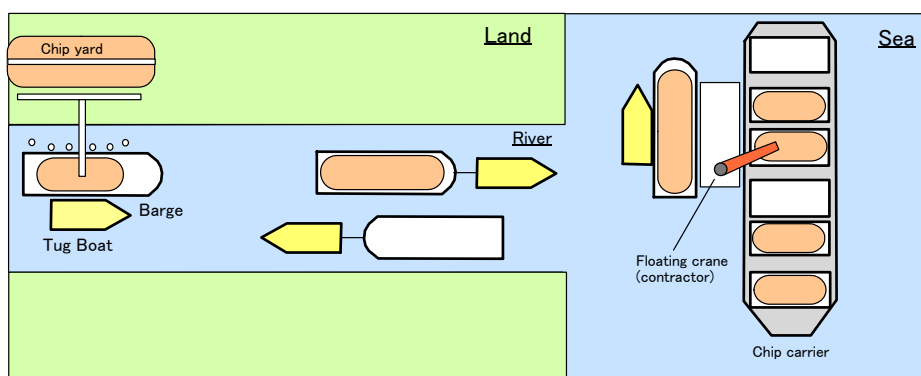 Chip yard
Land
Sea
River
Barge
Tug Boat
Floating crane
(contractor)
Chip carrier